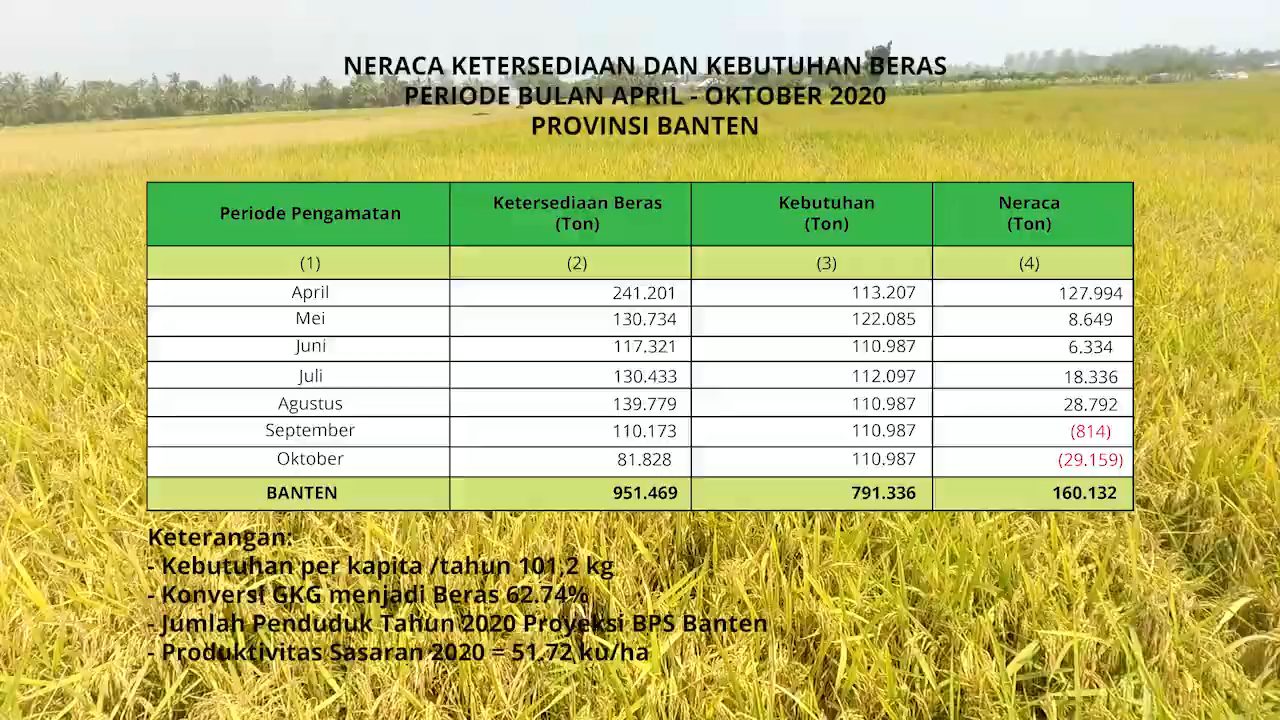 NERACA KETERSEDIAAN DAN KEBUTUHAN BERAS
PERIODE BULAN APRIL - OKTOBER 2020
PROVINSI BANTEN
Periode Pengamatan Ketersediaan Beras (Ton) Kebutuhan (Ton) Neraca (Ton)
(1) (2) (3) (4)
April 241.201 113.207 127.994
Mei 130.734 122.085 8.649
Juni 117.321 110.987 6.334
Juli 130.433 112.097 18.336
Agustus 139.779 110.987 28.792
September 110.173 110.987 (814)
Oktober 81.828 110.987 (29.159)
BANTEN 951.469 791.336 160.132
Keterangan:
- Kebutuhan per kapita /tahun 101,2 kg
- Konversi GKG menjadi Beras 62.74%
- Jumlah Penduduk Tahun 2020 Proyeksi BPS Banten
- Produktivitas Sasaran 2020 = 51.72 ku/ha